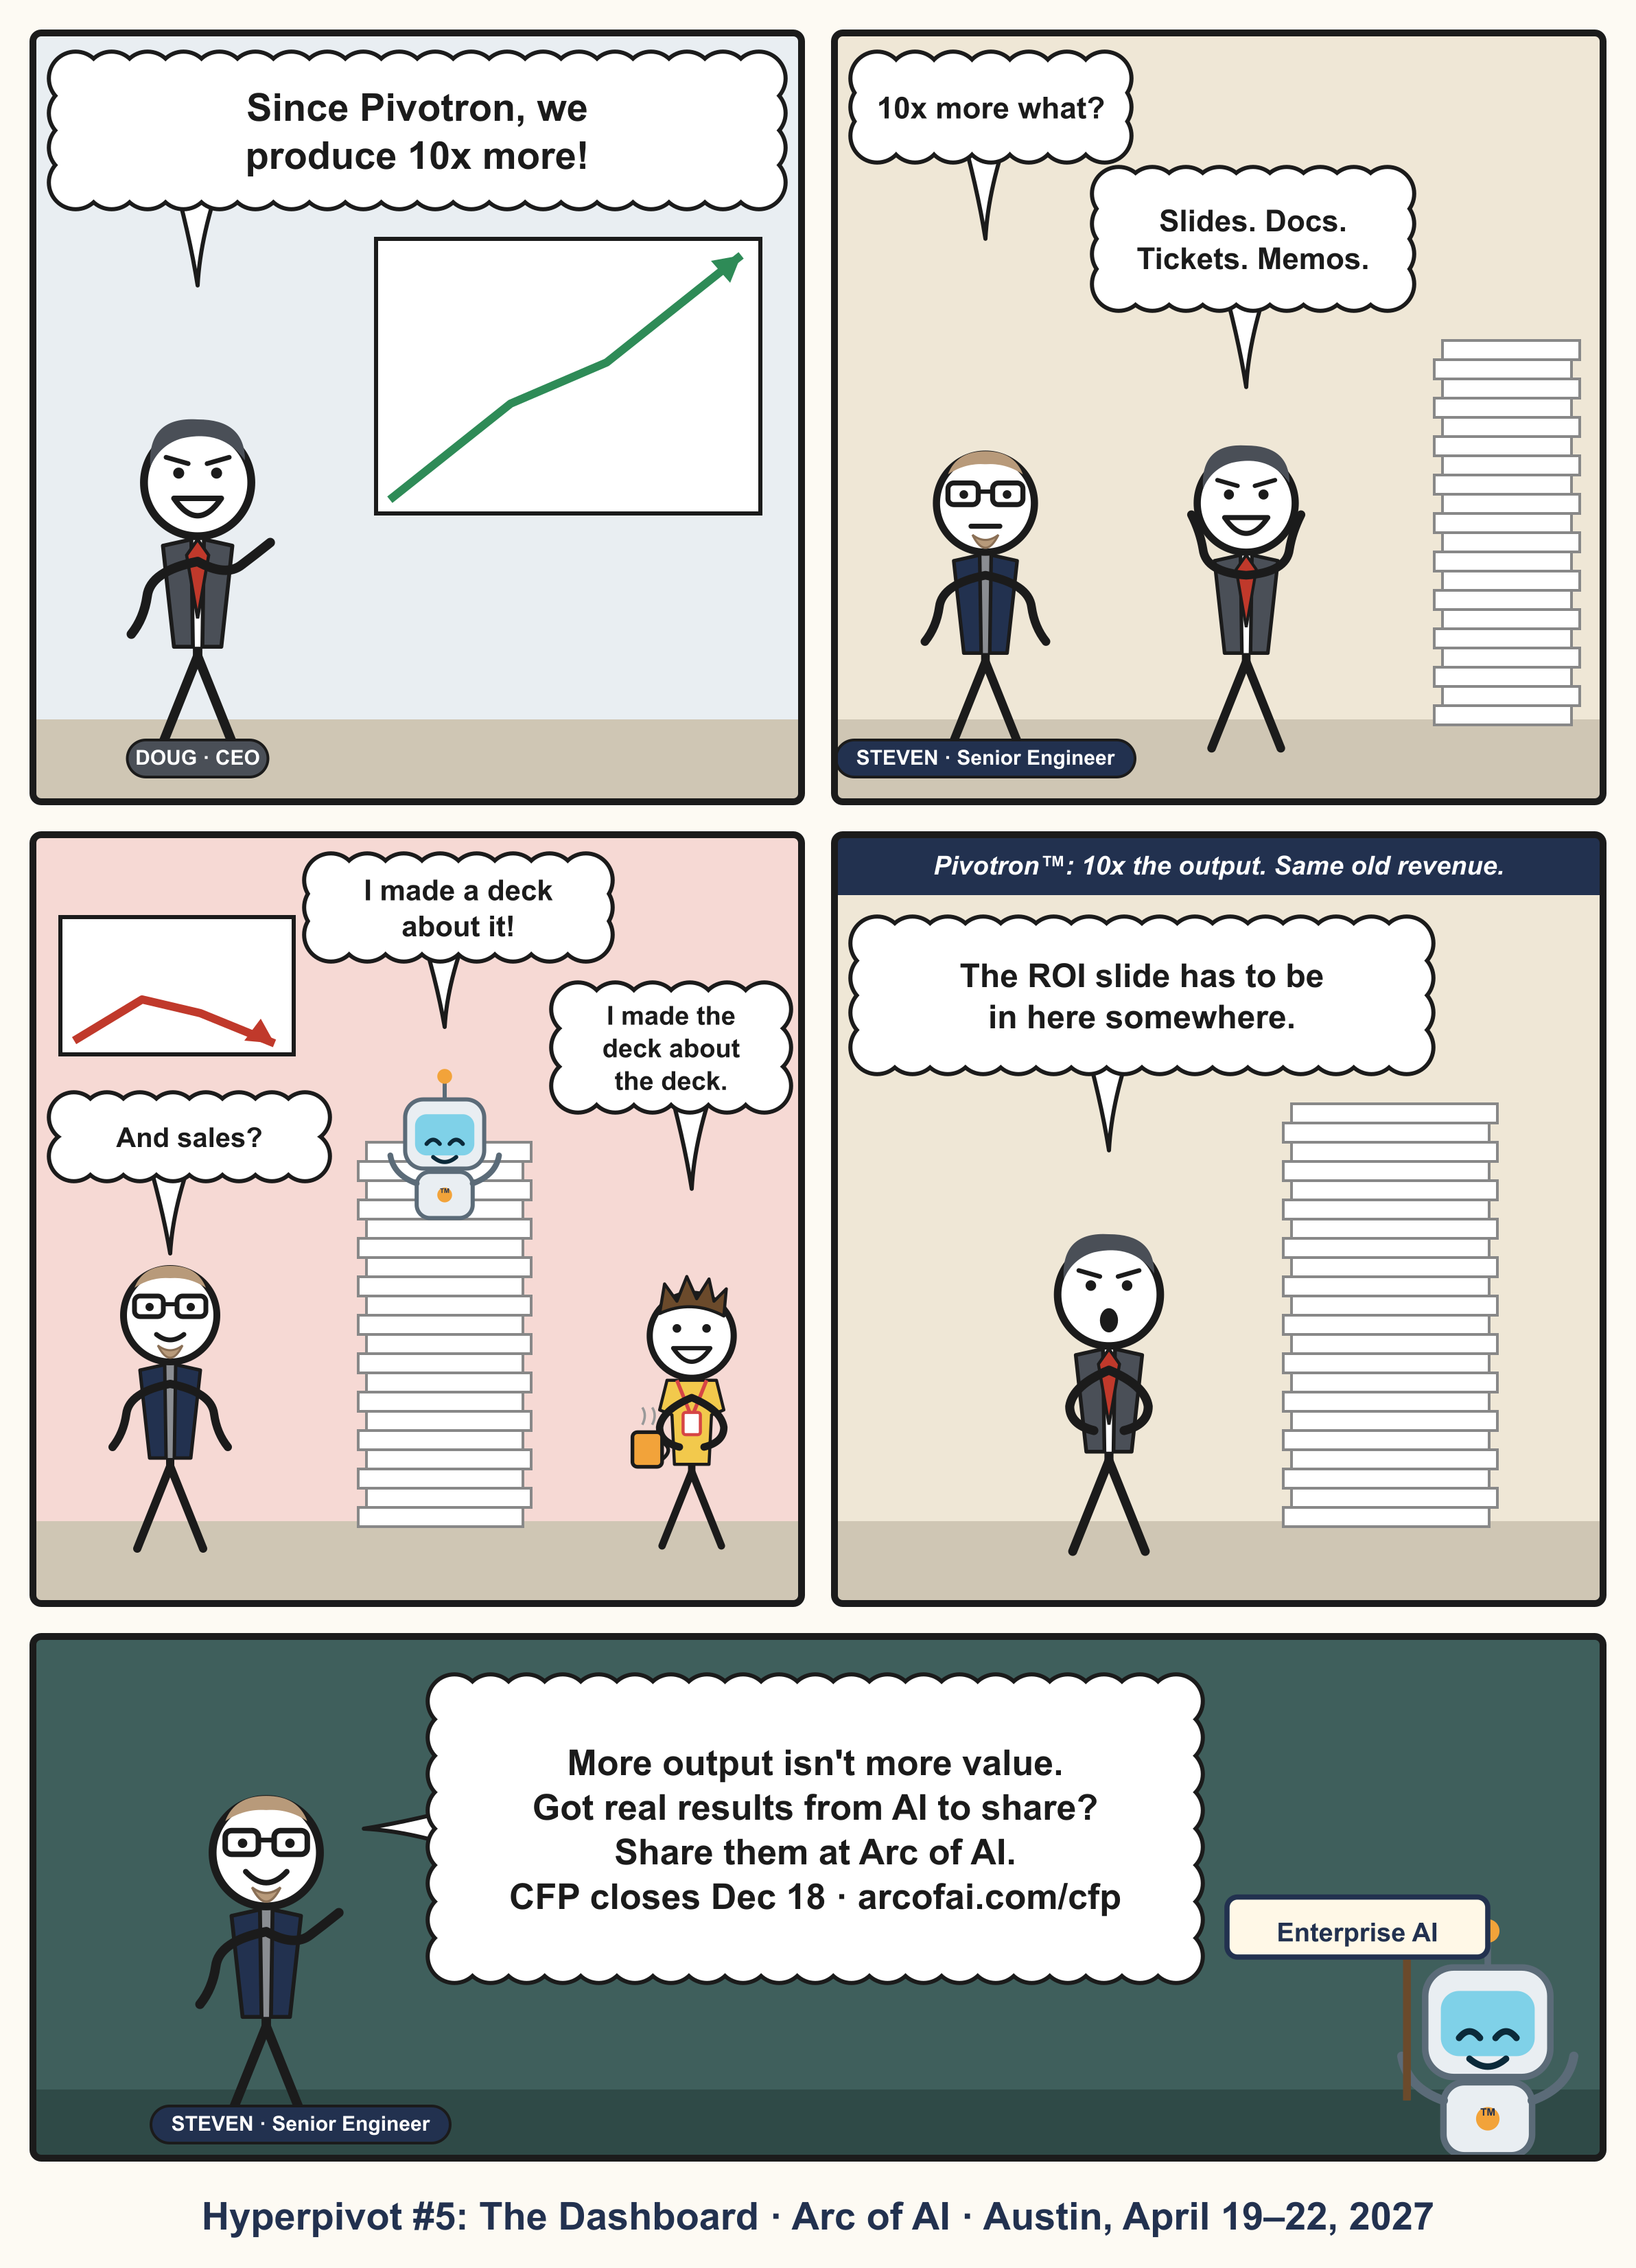 Since Pivotron, we
produce 10x more!
DOUG · CEO
10x more what?
Slides. Docs.
Tickets. Memos.
STEVEN · Senior Engineer
I made a deck
about it!
I made the
deck about
the deck.
And sales?
TM
Pivotron™: 10x the output. Same old revenue.
The ROI slide has to be
in here somewhere.
More output isn't more value.
Got real results from AI to share?
Share them at Arc of AI.
CFP closes Dec 18 · arcofai.com/cfp
Enterprise AI
TM
STEVEN · Senior Engineer
Hyperpivot #5: The Dashboard · Arc of AI · Austin, April 19–22, 2027